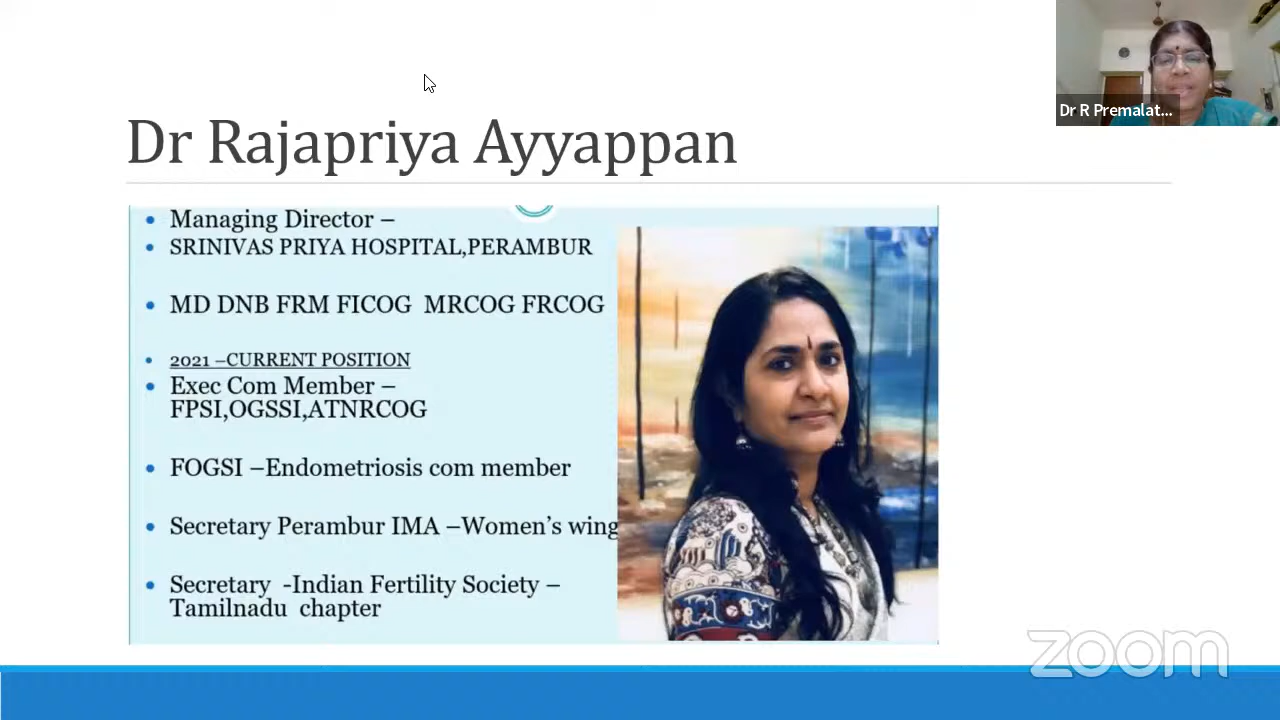 Dr R Premalat...
Dr Rajapriya Ayyappan
Managing Director –
SRINIVAS PRIYA HOSPITAL,PERAMBUR
MD DNB FRM FICOG MRCOG FRCOG
2021 –CURRENT POSITION
Exec Com Member –
FPSI,OGSSI,ATNRCOG
FOGSI –Endometriosis com member
Secretary Perambur IMA –Women's wing
Secretary -Indian Fertility Society –
Tamilnadu chapter
zoom